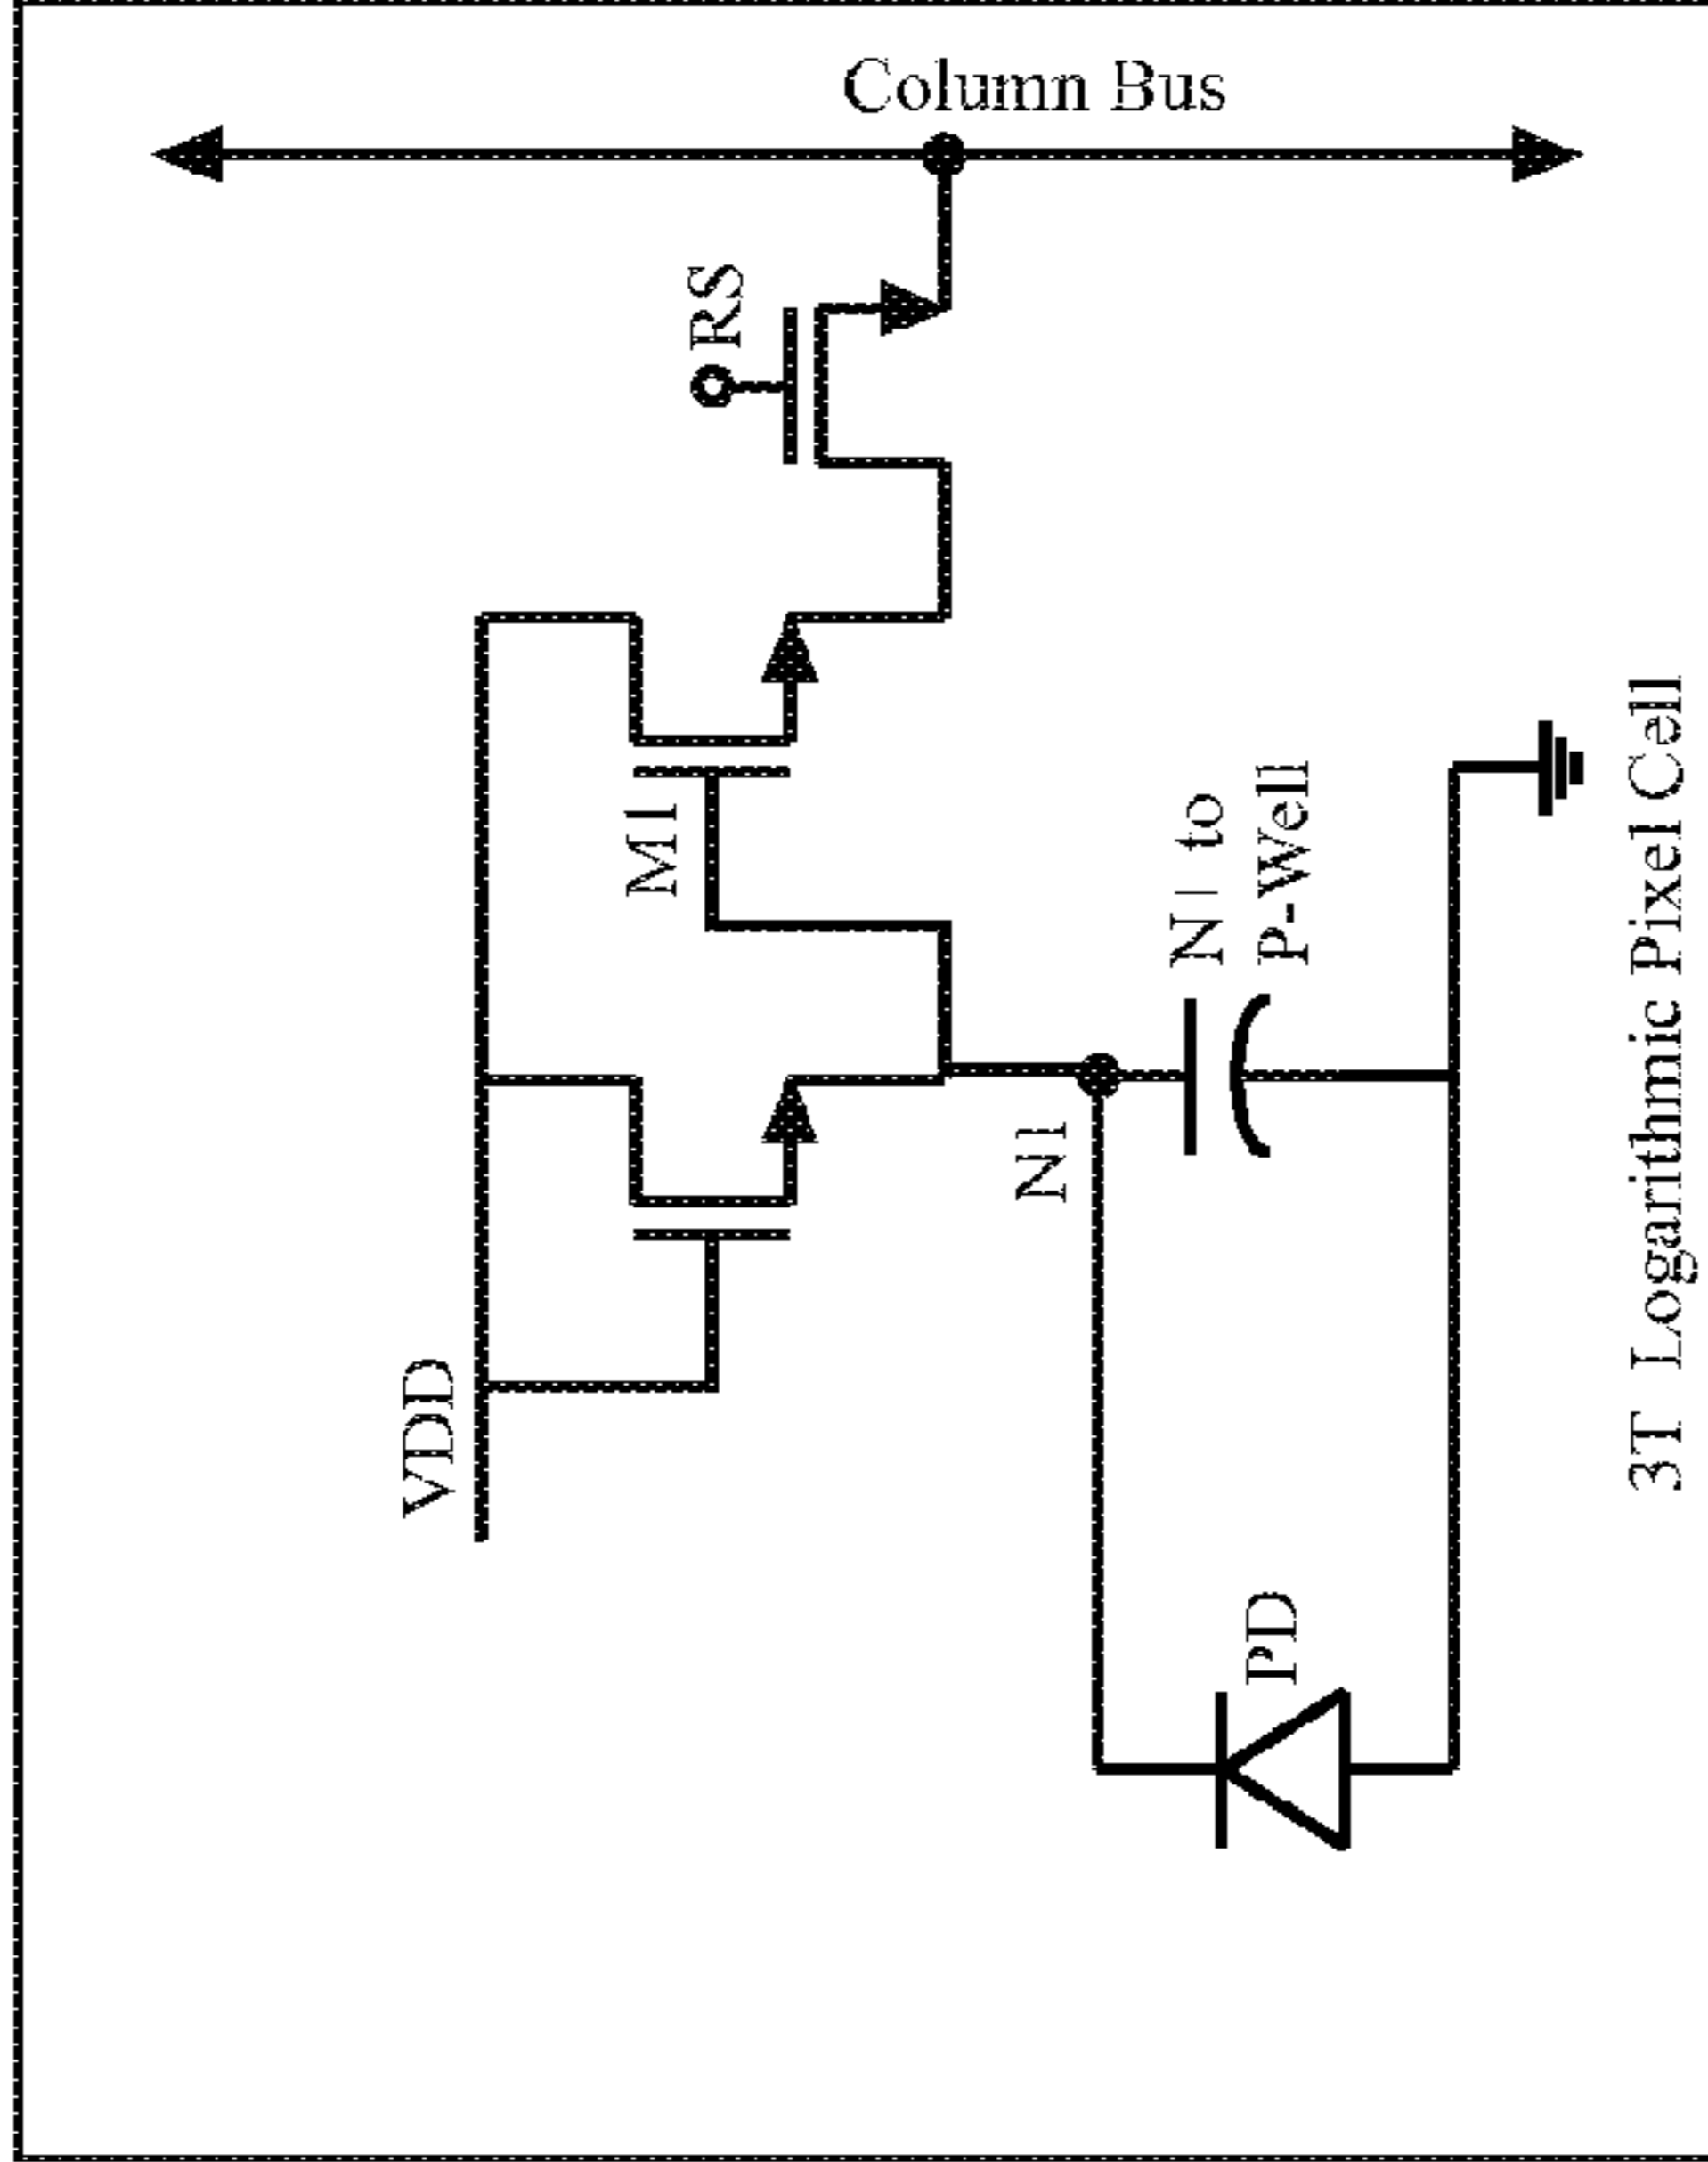 Column Bus
RS
M1
VDD
N1
N+ to
P-Well
PD
3T Logarithmic Pixel Cell